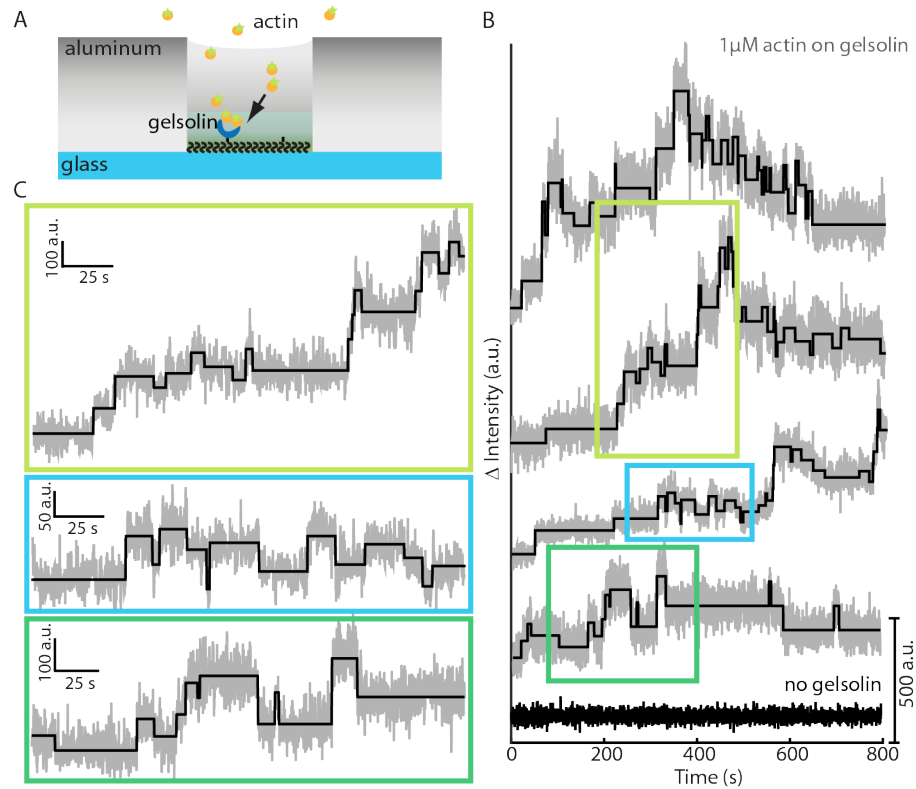 A
actin
aluminum
gelsolin
glass
B
1µM actin on gelsolin
Δ Intensity (a.u.)
no gelsolin
500 a.u.
0
200
400
600
800
Time (s)
C
100 a.u.
25 s
50 a.u.
25 s
100 a.u.
25 s